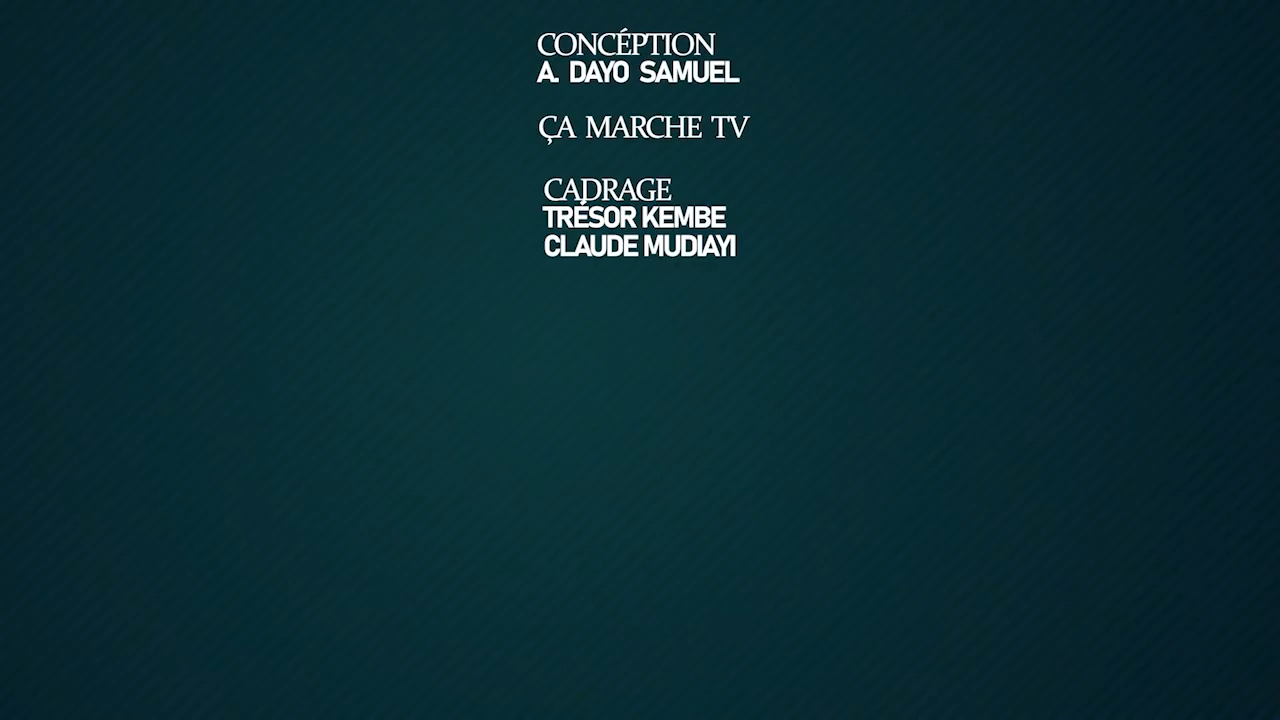 CONCÉPTION
A. DAYO SAMUEL
ÇA MARCHE TV
CADRAGE
TRÉSOR KEMBE
CLAUDE MUDIAYI